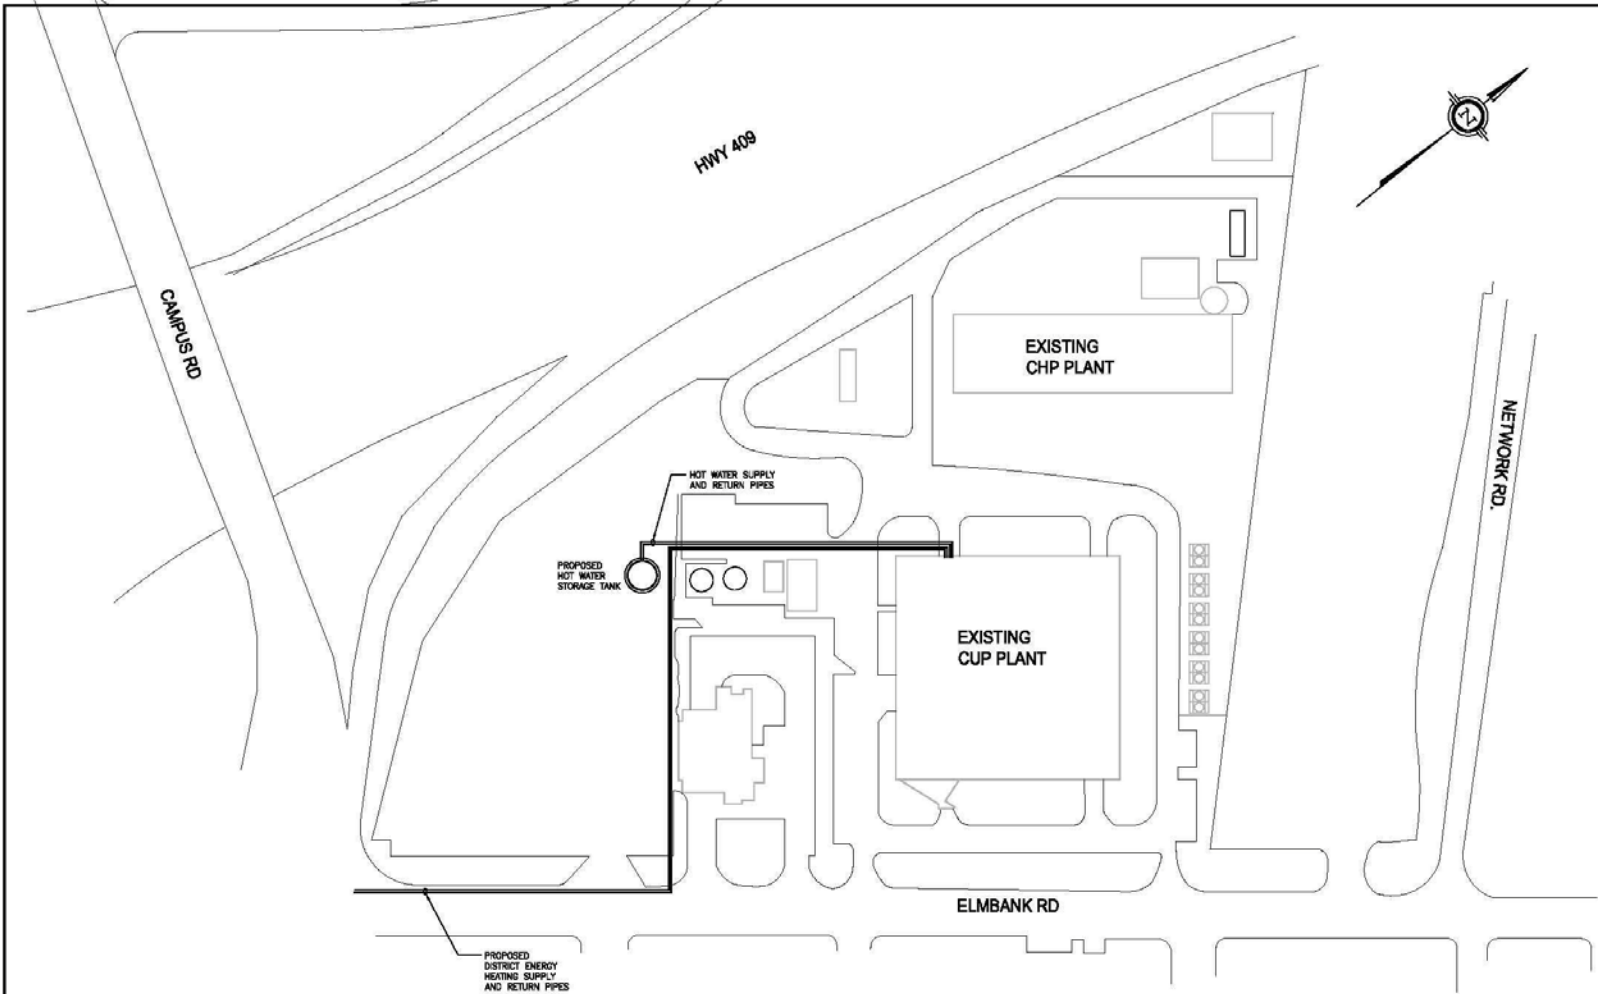 HWY 409
N
CAMPUS RD
EXISTING
CHP PLANT
NETWORK RD.
HOT WATER SUPPLY
AND RETURN PIPES
PROPOSED
HOT WATER
STORAGE TANK
EXISTING
CUP PLANT
ELMBANK RD
PROPOSED
DISTRICT ENERGY
HEATING SUPPLY
AND RETURN PIPES